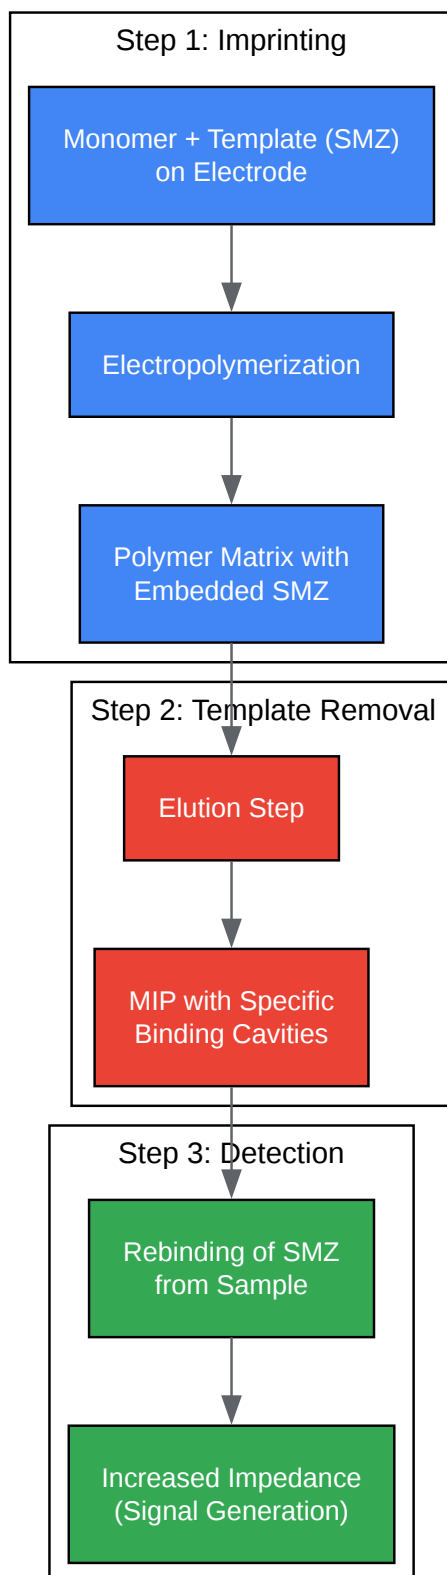 Step 1: Imprinting
Monomer + Template (SMZ)
on Electrode
Electropolymerization
Polymer Matrix with
Embedded SMZ
Step 2: Template Removal
Elution Step
MIP with Specific
Binding Cavities
Step 3: Detection
Rebinding of SMZ
from Sample
Increased Impedance
(Signal Generation)